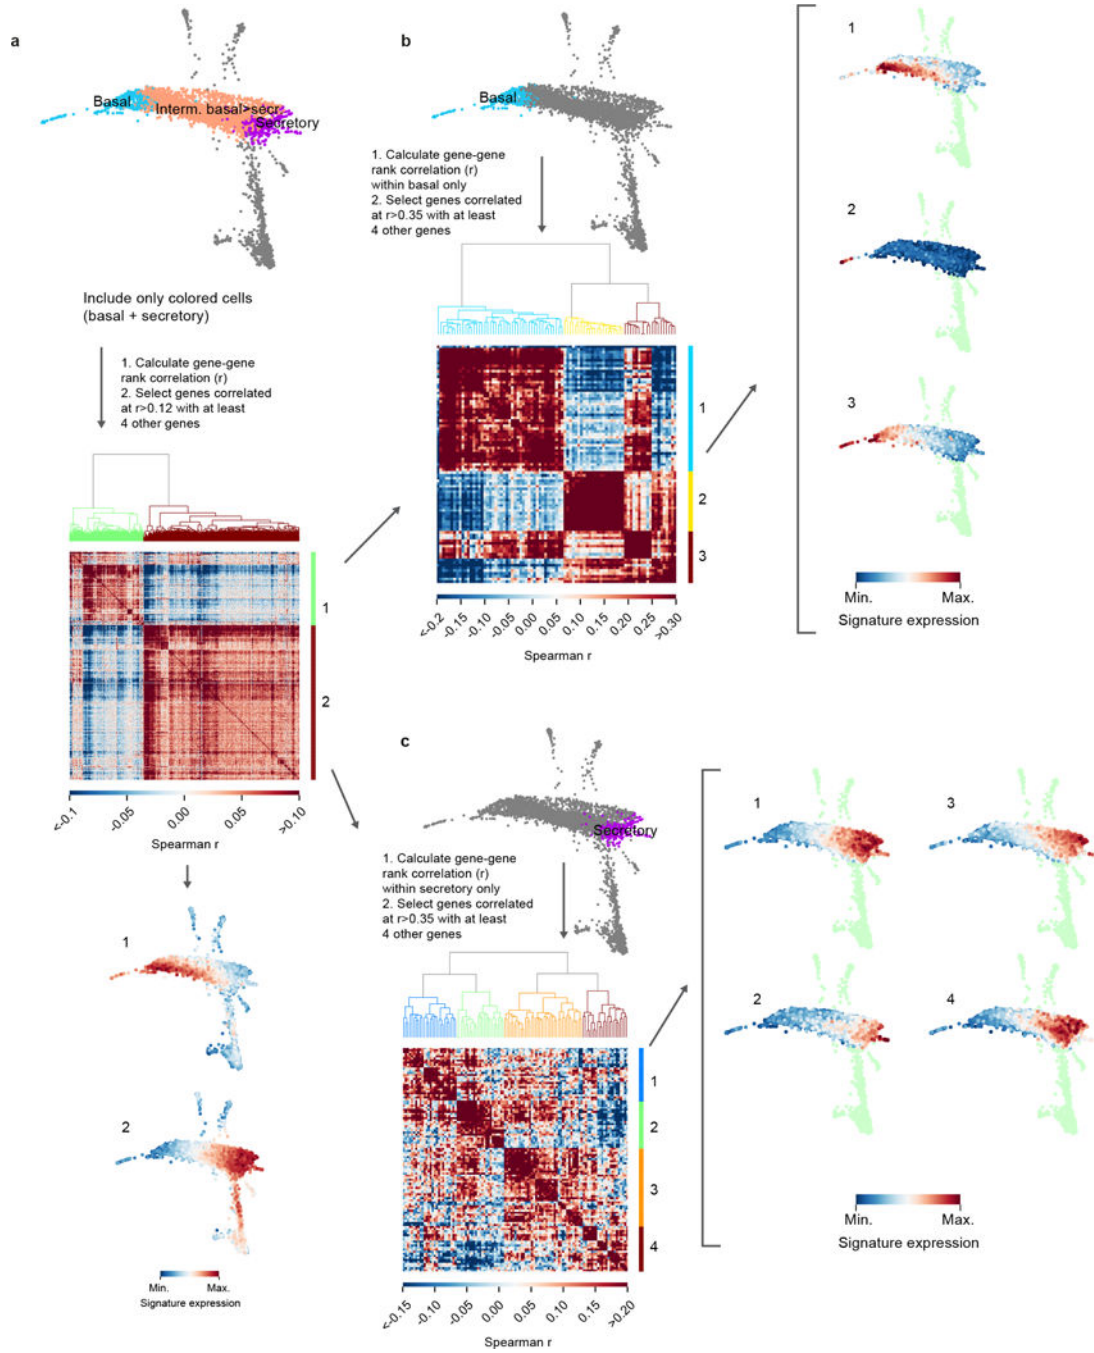 a
Basal
Interm. basal>secr.
Secretory
Include only colored cells
(basal + secretory)
1. Calculate gene-gene
rank correlation (r)
2. Select genes correlated
at r>0.12 with at least
4 other genes
1
2
<-0.1
-0.05
0.00
0.05
>0.10
Spearman r
1
2
Min.
Max.
Signature expression
b
Basal
1. Calculate gene-gene
rank correlation (r)
within basal only
2. Select genes correlated
at r>0.35 with at least
4 other genes
1
2
3
<-0.2
-0.15
-0.10
-0.05
0.00
0.05
0.10
0.15
0.20
0.25
>0.30
Spearman r
1
2
3
Min.
Max.
Signature expression
c
Secretory
1. Calculate gene-gene
rank correlation (r)
within secretory only
2. Select genes correlated
at r>0.35 with at least
4 other genes
1
2
3
4
<-0.15
-0.10
-0.05
0.00
0.05
0.10
0.15
>0.20
Spearman r
1
3
2
4
Min.
Max.
Signature expression